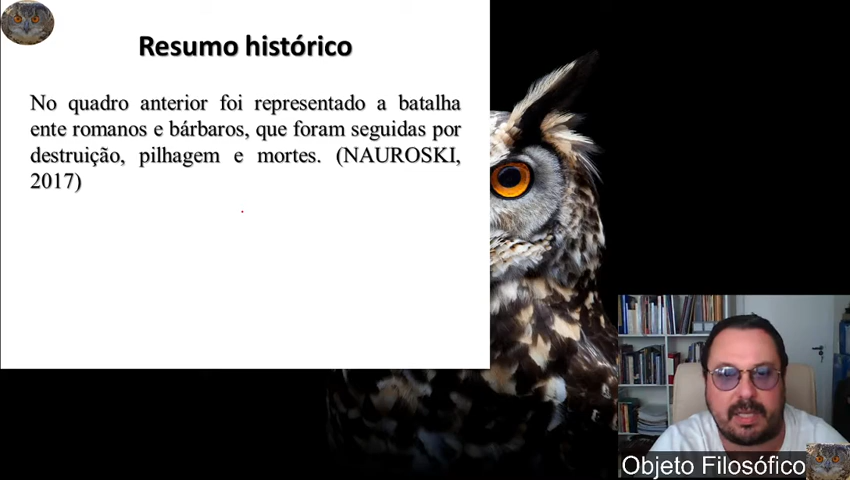 Resumo histórico
No quadro anterior foi representado a batalha
ente romanos e bárbaros, que foram seguidas por
destruição, pilhagem e mortes. (NAUROSKI,
2017)
Objeto Filosófico